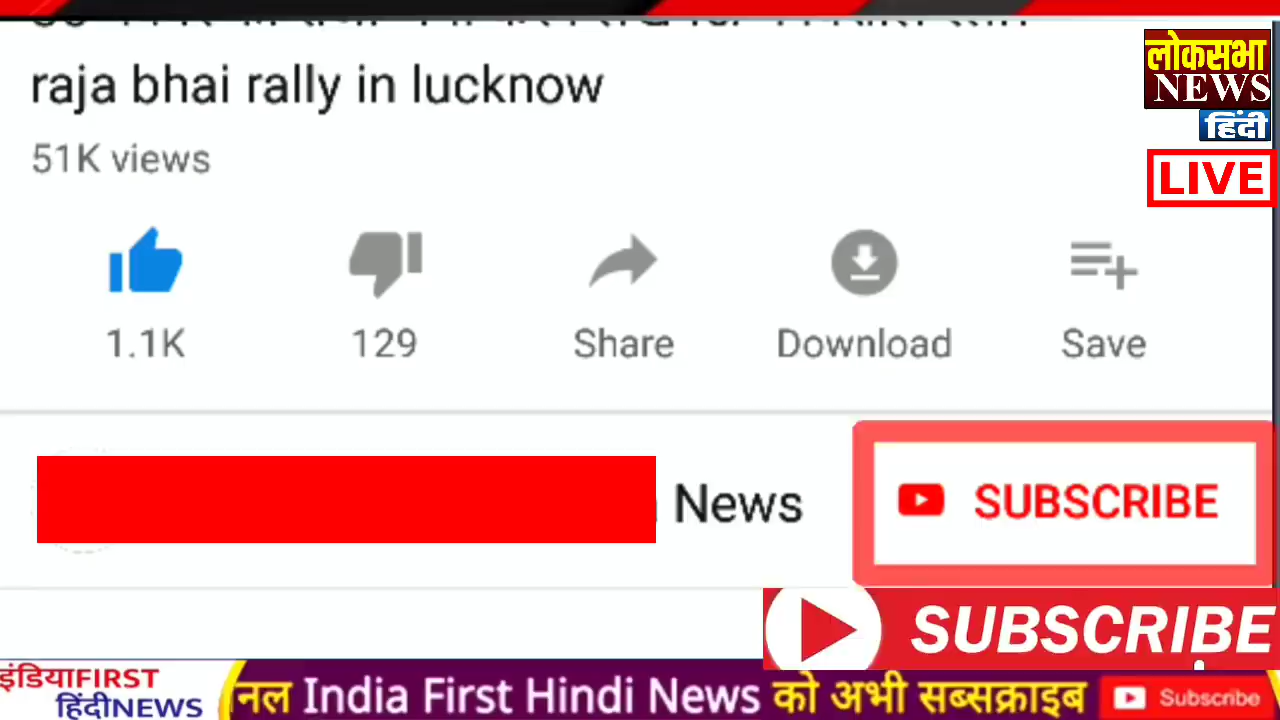 raja bhai rally in lucknow
51K views
लोकसभा
NEWS
हिंदी
LIVE
1.1K 129 Share Download Save
News SUBSCRIBE
SUBSCRIBE
इंडियाFIRST
हिंदीNEWS
नल India First Hindi News को अभी सब्सक्राइब Subscribe